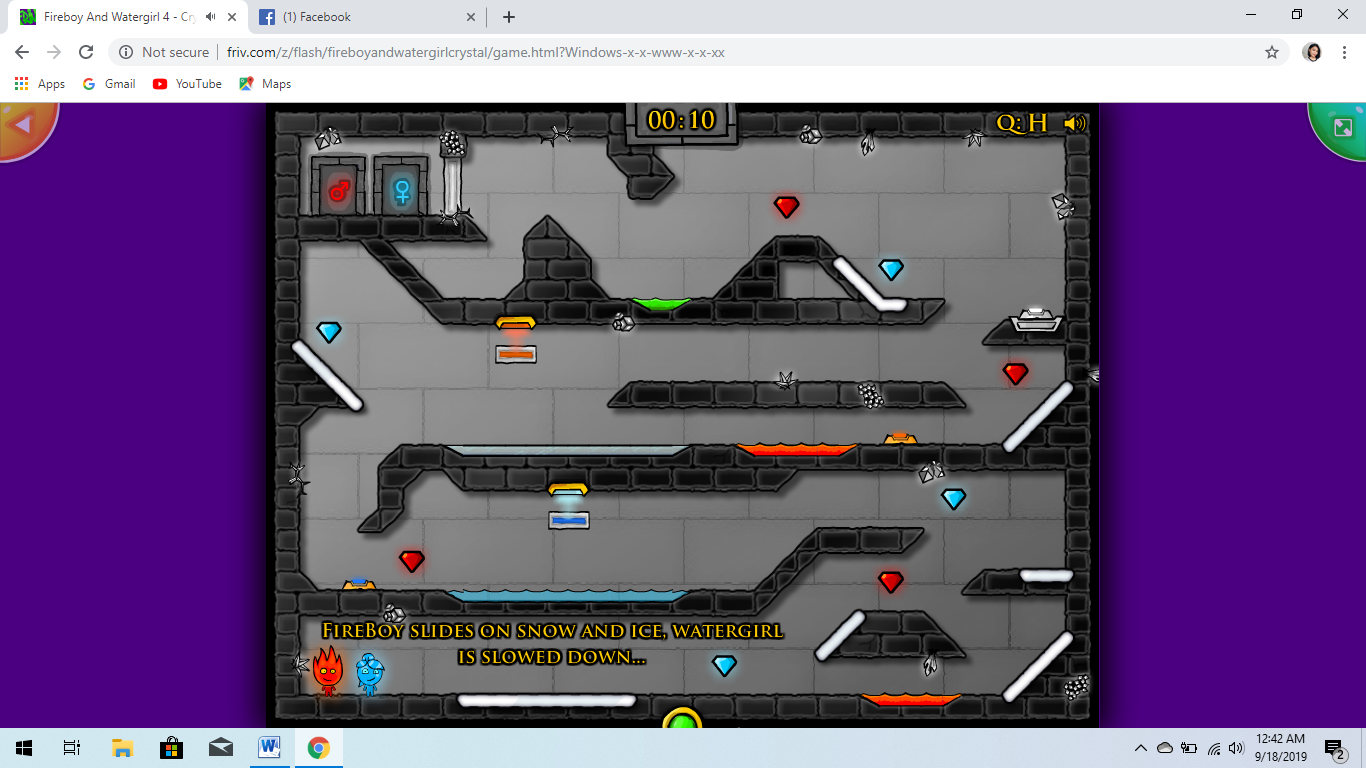 Fireboy And Watergirl 4 - Cry
(1) Facebook
Not secure
friv.com/z/flash/fireboyandwatergirlcrystal/game.html?Windows-x-x-www-x-x-xx
Apps
Gmail
YouTube
Maps
00:10
Q: H
FIREBOY SLIDES ON SNOW AND ICE, WATERGIRL
IS SLOWED DOWN...
12:42 AM
9/18/2019
2